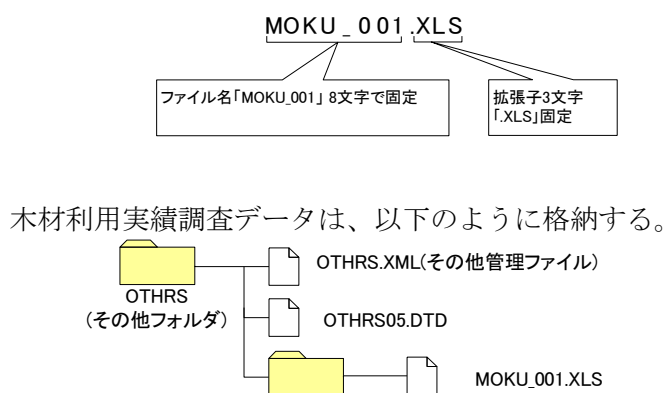 MOKU_001.XLS
ファイル名「MOKU_001」 8文字で固定
拡張子3文字
「.XLS」固定
木材利用実績調査データは、以下のように格納する。
OTHRS.XML(その他管理ファイル)
OTHRS
(その他フォルダ)
OTHRS05.DTD
MOKU_001.XLS